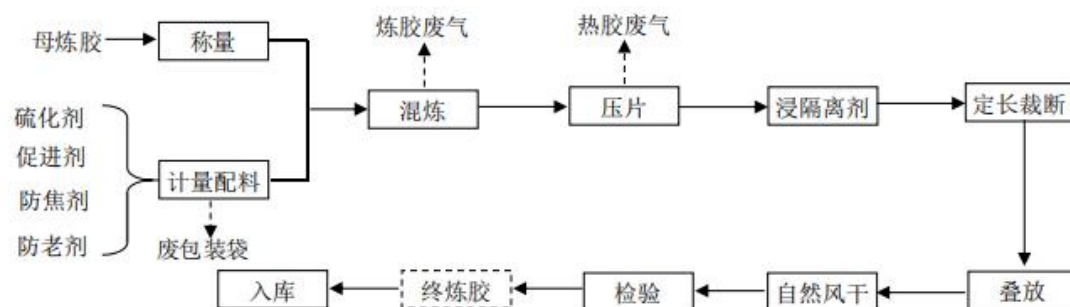 母炼胶
称量
硫化剂
促进剂
防焦剂
防老剂
计量配料
废包装袋
炼胶废气
混炼
热胶废气
压片
浸隔离剂
定长裁断
叠放
自然风干
检验
终炼胶
入库